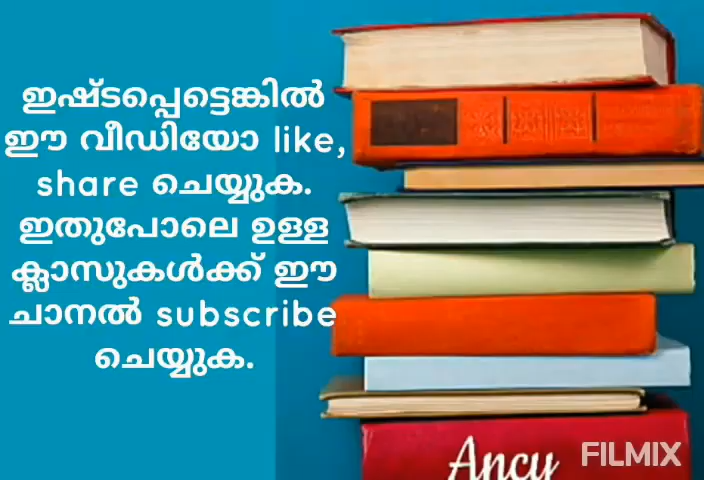 ഇഷ്ടപ്പെട്ടെങ്കിൽ
ഈ വീഡിയോ like,
share ചെയ്യുക.
ഇതുപോലെ ഉള്ള
ക്ലാസുകൾക്ക് ഈ
ചാനൽ subscribe
ചെയ്യുക.
Ancy
FILMIX